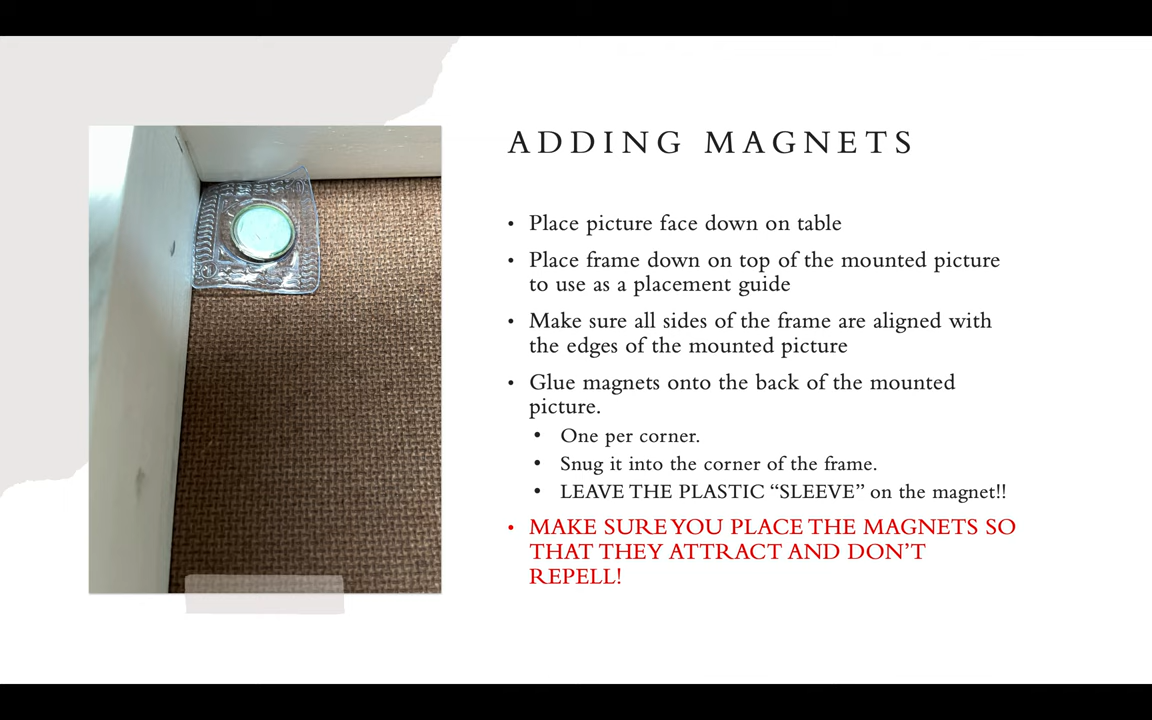 ADDING MAGNETS
• Place picture face down on table
• Place frame down on top of the mounted picture
to use as a placement guide
• Make sure all sides of the frame are aligned with
the edges of the mounted picture
• Glue magnets onto the back of the mounted
picture.
• One per corner.
• Snug it into the corner of the frame.
• LEAVE THE PLASTIC “SLEEVE” on the magnet!!
• MAKE SURE YOU PLACE THE MAGNETS SO
THAT THEY ATTRACT AND DON’T
REPELL!